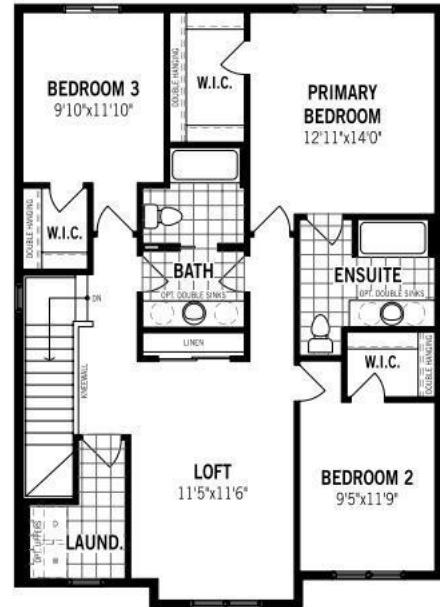 BEDROOM 3
9'10"x11'10"
DOUBLE HANGING
W.I.C.
PRIMARY
BEDROOM
12'11"x14'0"
DOUBLE HANGING
W.I.C.
BATH
OPT. DOUBLE SINKS
ENSUITE
OPT. DOUBLE SINKS
DN
KNEEWALL
LINEN
W.I.C.
DOUBLE HANGING
LOFT
11'5"x11'6"
BEDROOM 2
9'5"x11'9"
OPT. UPPERS
D
LAUND.